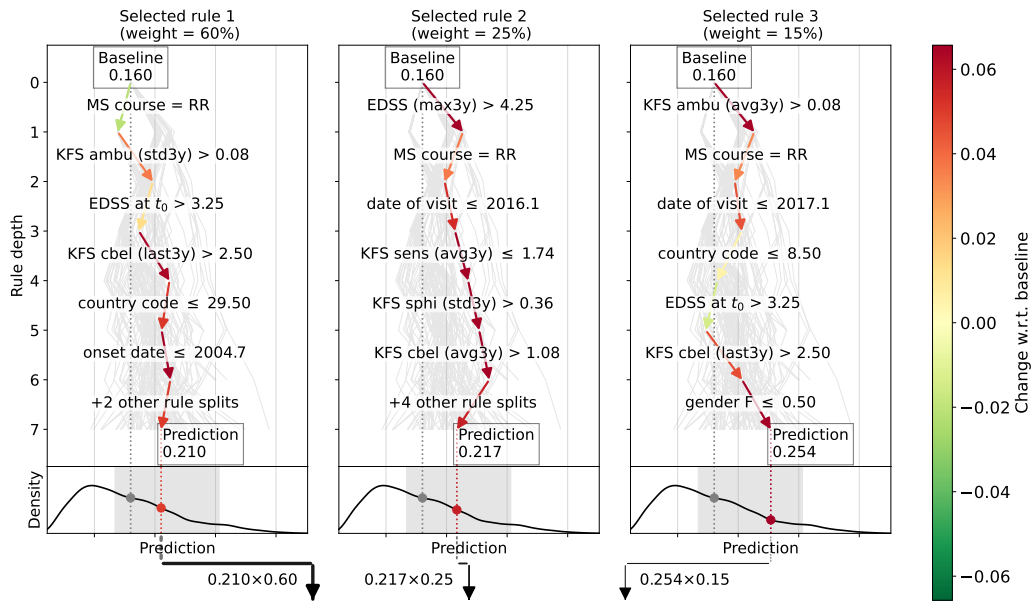 Selected rule 1
(weight = 60%)
Selected rule 2
(weight = 25%)
Selected rule 3
(weight = 15%)
Rule depth
0
1
2
3
4
5
6
7
Baseline
0.160
MS course = RR
KFS ambu (std3y) > 0.08
EDSS at t₀ > 3.25
KFS cbel (last3y) > 2.50
country code ≤ 29.50
onset date ≤ 2004.7
+2 other rule splits
Prediction
0.210
Baseline
0.160
EDSS (max3y) > 4.25
MS course = RR
date of visit ≤ 2016.1
KFS sens (avg3y) ≤ 1.74
KFS sphi (std3y) > 0.36
KFS cbel (avg3y) > 1.08
+4 other rule splits
Prediction
0.217
Baseline
0.160
KFS ambu (avg3y) > 0.08
MS course = RR
date of visit ≤ 2017.1
country code ≤ 8.50
EDSS at t₀ > 3.25
KFS cbel (last3y) > 2.50
gender F ≤ 0.50
Prediction
0.254
Density
Prediction
Prediction
Prediction
0.210×0.60
0.217×0.25
0.254×0.15
0.06
0.04
0.02
0.00
−0.02
−0.04
−0.06
Change w.r.t. baseline